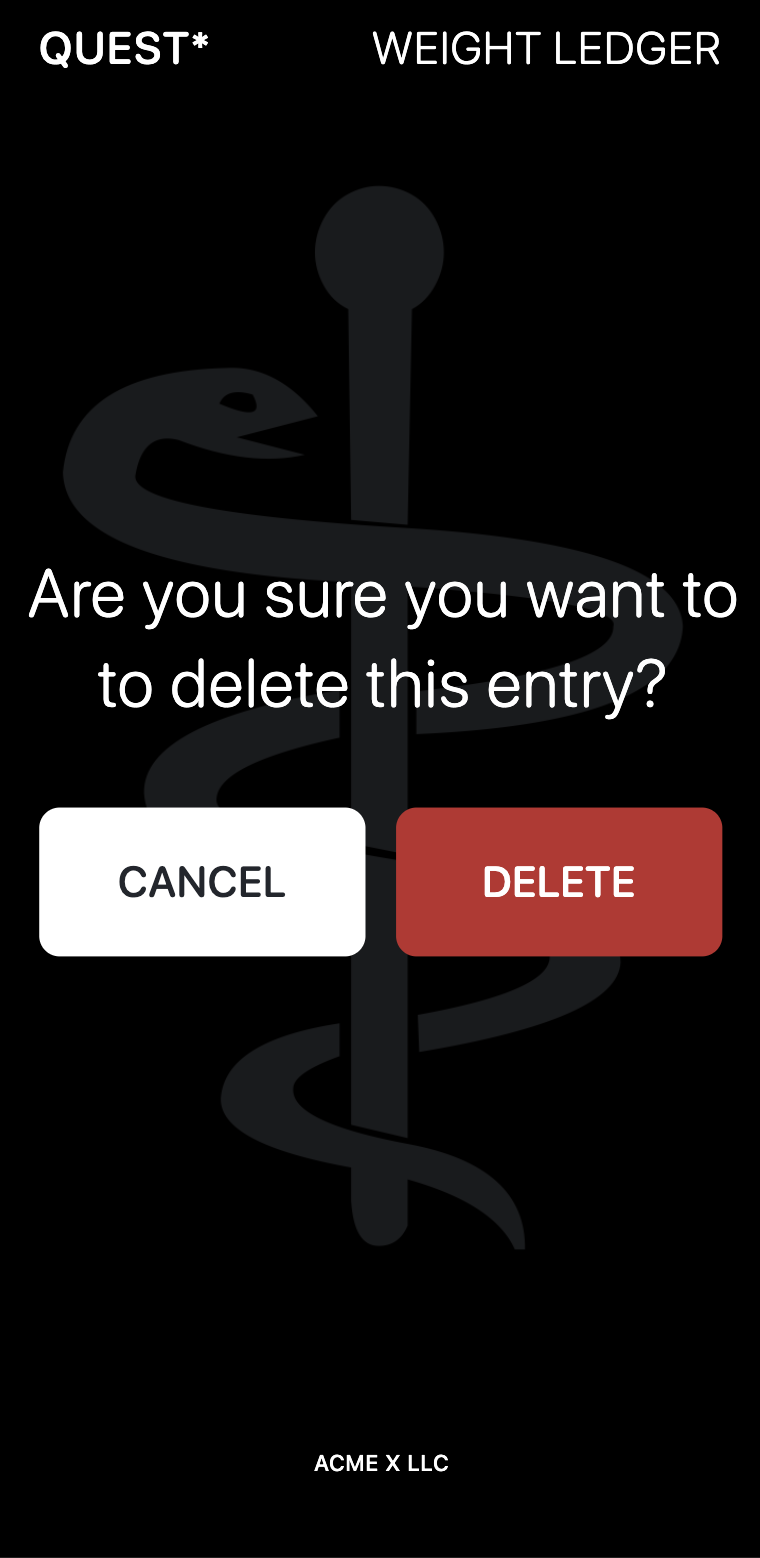 QUEST* WEIGHT LEDGER
Are you sure you want to
to delete this entry?
CANCEL DELETE
ACME X LLC